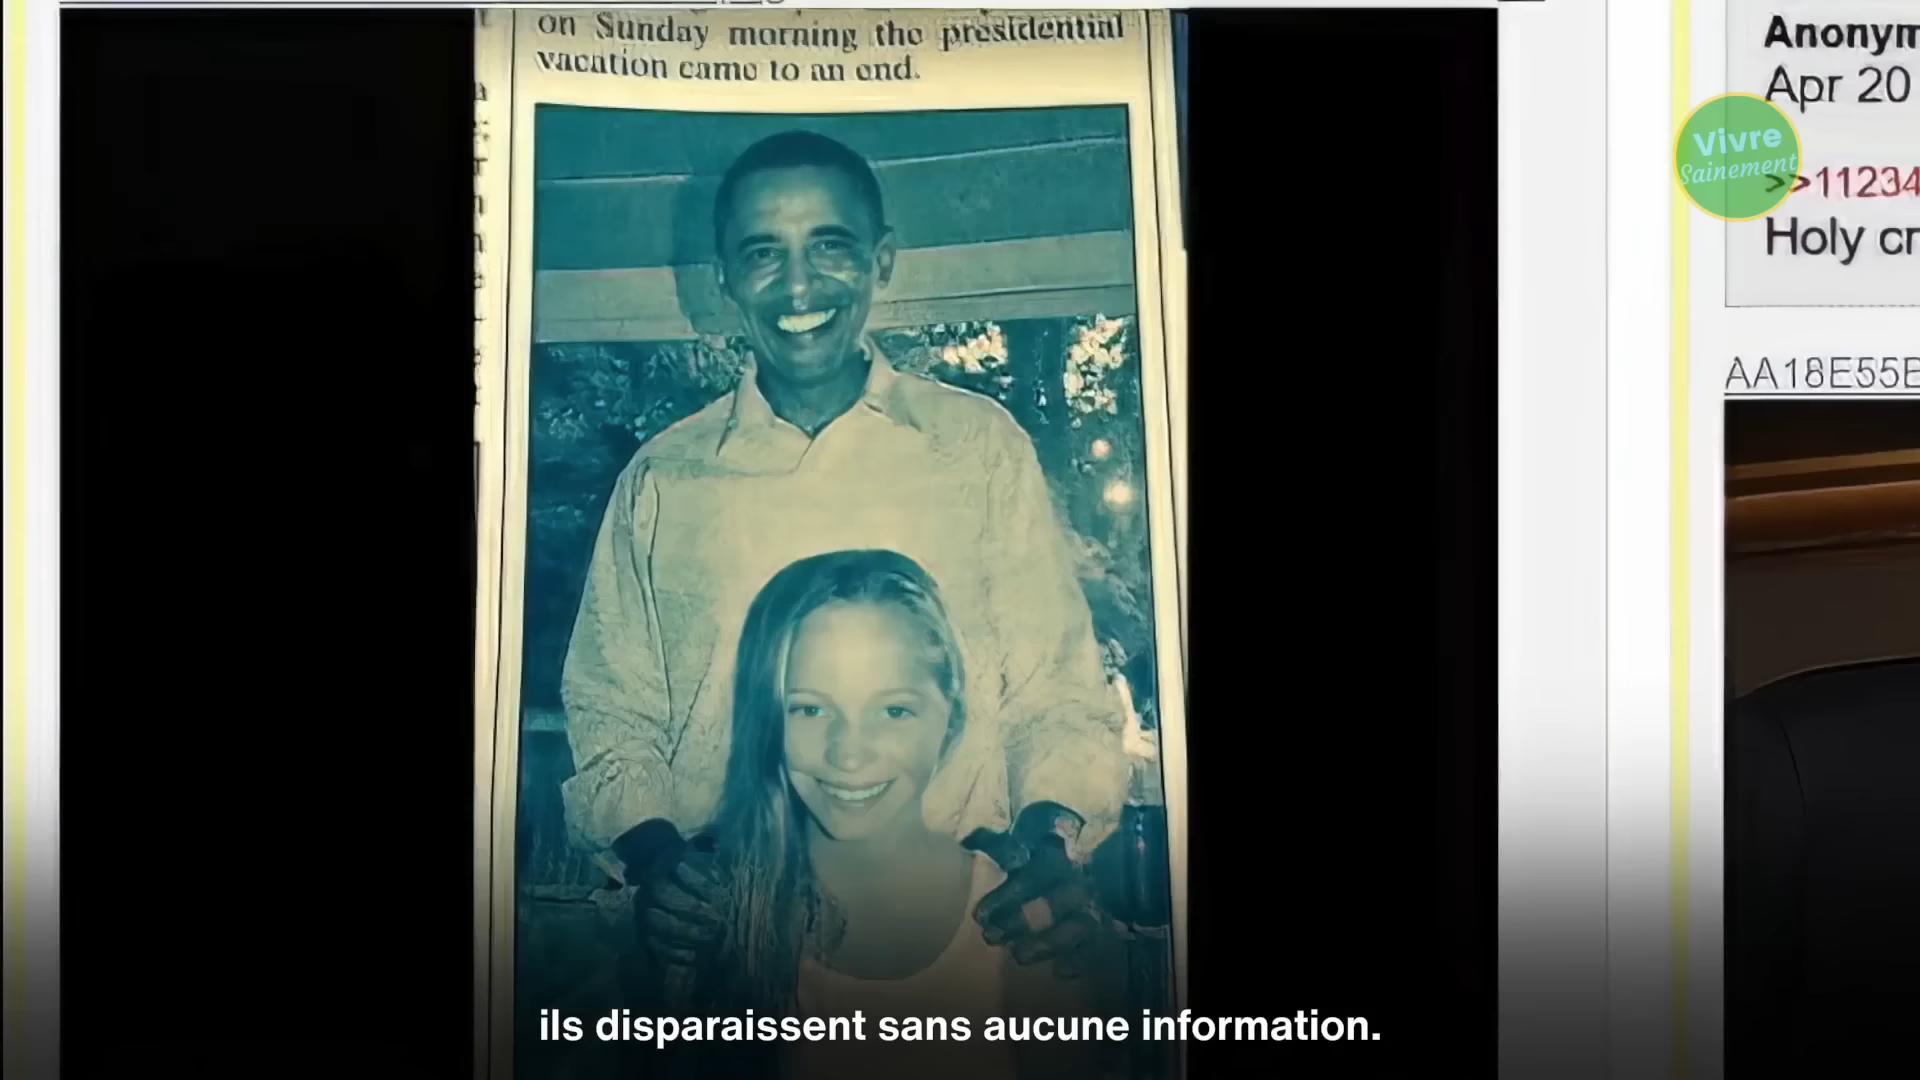 on Sunday morning the presidential
vacation came to an end.
Anonym
Apr 20
Vivre
Sainement
>>11234
Holy cr
AA18E55E
ils disparaissent sans aucune information.